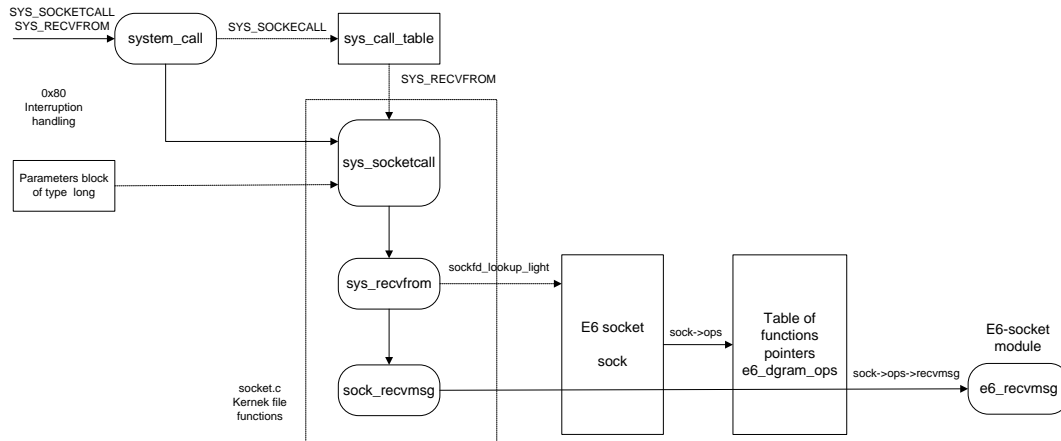 SYS_SOCKETCALL
SYS_RECVFROM
system_call
SYS_SOCKECALL
sys_call_table
SYS_RECVFROM
0x80
Interruption
handling
sys_socketcall
Parameters block
of type long
sys_recvfrom
sockfd_lookup_light
E6 socket
sock
sock->ops
Table of
functions
pointers
e6_dgram_ops
E6-socket
module
sock->ops->recvmsg
e6_recvmsg
sock_recvmsg
socket.c
Kernek file
functions